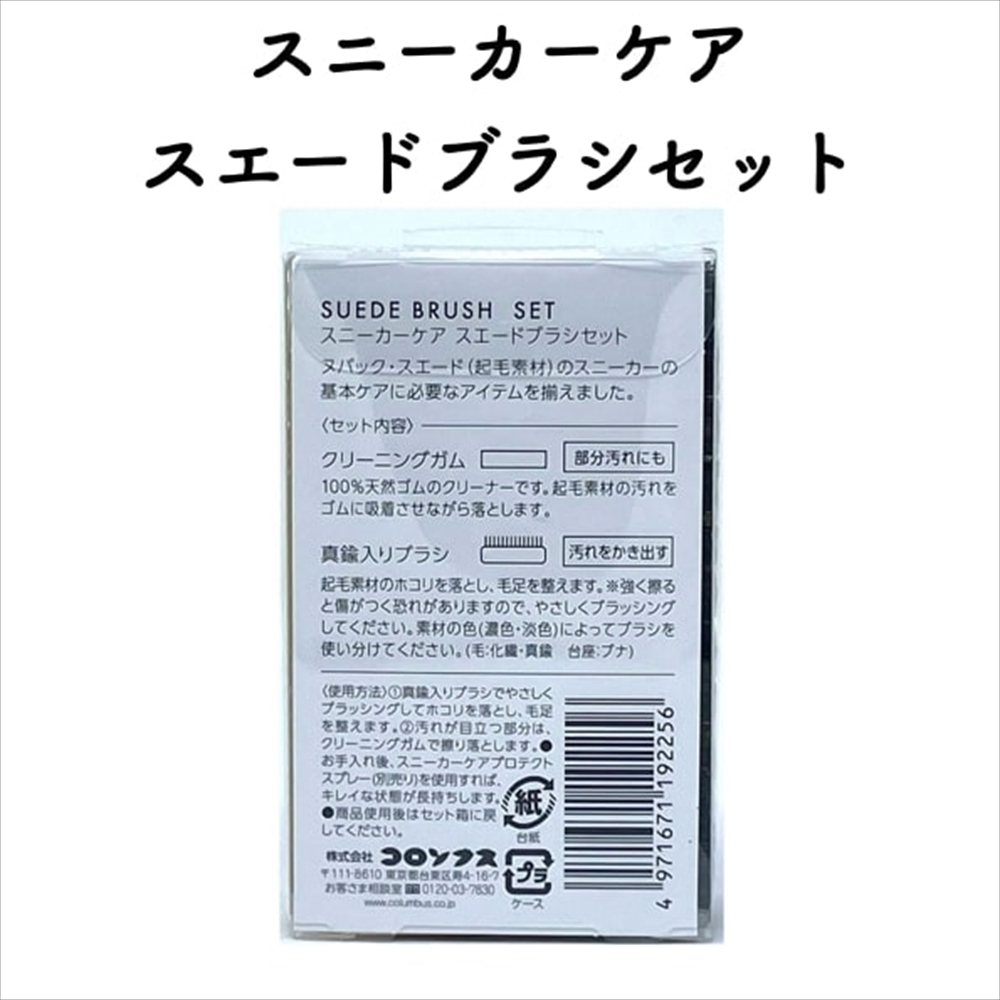 スニーカーケア
スエードブラシセット
SUEDE BRUSH SET
スニーカーケア スエードブラシセット
ヌバック・スエード(起毛素材)のスニーカーの
基本ケアに必要なアイテムを揃えました。
〈セット内容〉
クリーニングガム 部分汚れにも
100%天然ゴムのクリーナーです。起毛素材の汚れを
ゴムに吸着させながら落とします。
真鍮入りブラシ 汚れをかき出す
起毛素材のホコリを落とし、毛足を整えます。※強く擦る
と傷がつく恐れがありますので、やさしくブラッシング
してください。素材の色(濃色・淡色)によってブラシを
使い分けてください。(毛:化繊・真鍮 台座:ブナ)
〈使用方法〉①真鍮入りブラシでやさしく
ブラッシングしてホコリを落とし、毛足
を整えます。②汚れが目立つ部分は、
クリーニングガムで擦り落とします。●
お手入れ後、スニーカーケアプロテクト
スプレー(別売り)を使用すれば、
キレイな状態が長持ちします。
●商品使用後はセット箱に戻
してください。
紙
台紙
株式会社 コロンブス
〒111-8610 東京都台東区寿4-16-7
お客さま相談室 0120-03-7830
www.columbus.co.jp
プラ
ケース
4 971671 192256